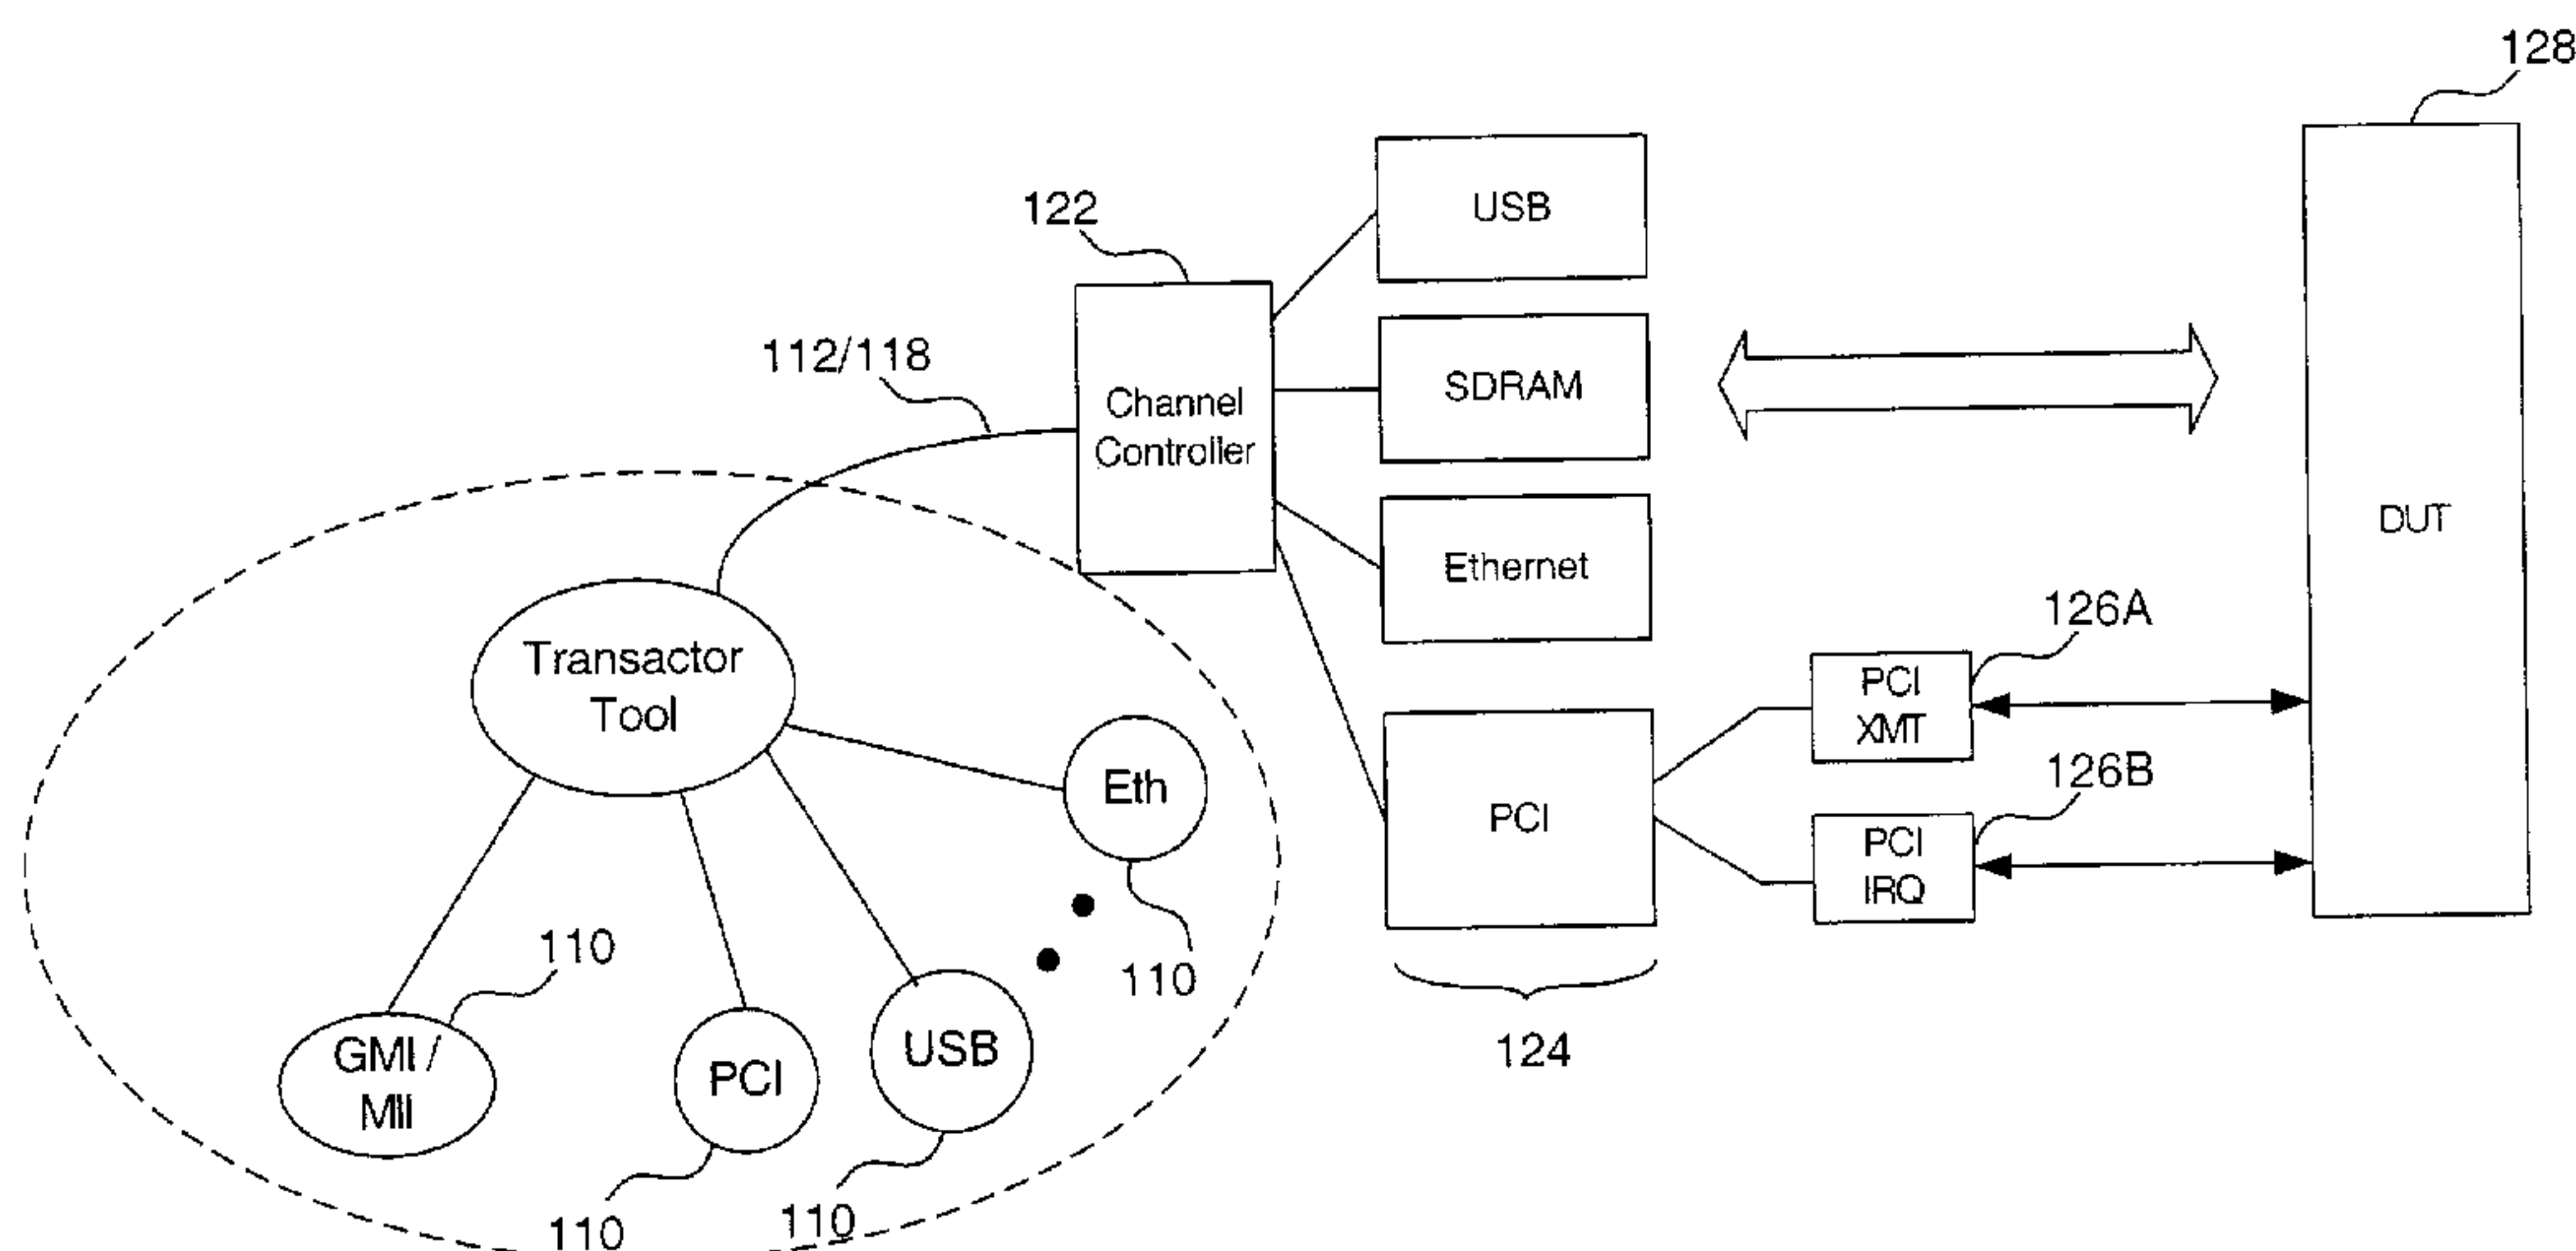 128
USB
122
112/118
SDRAM
Channel
Controller
DUT
Ethernet
126A
Transactor
Tool
PCI
XMT
126B
Eth
PCI
PCI
IRQ
110
110
GMI /
MII
PCI
USB
124
110
110